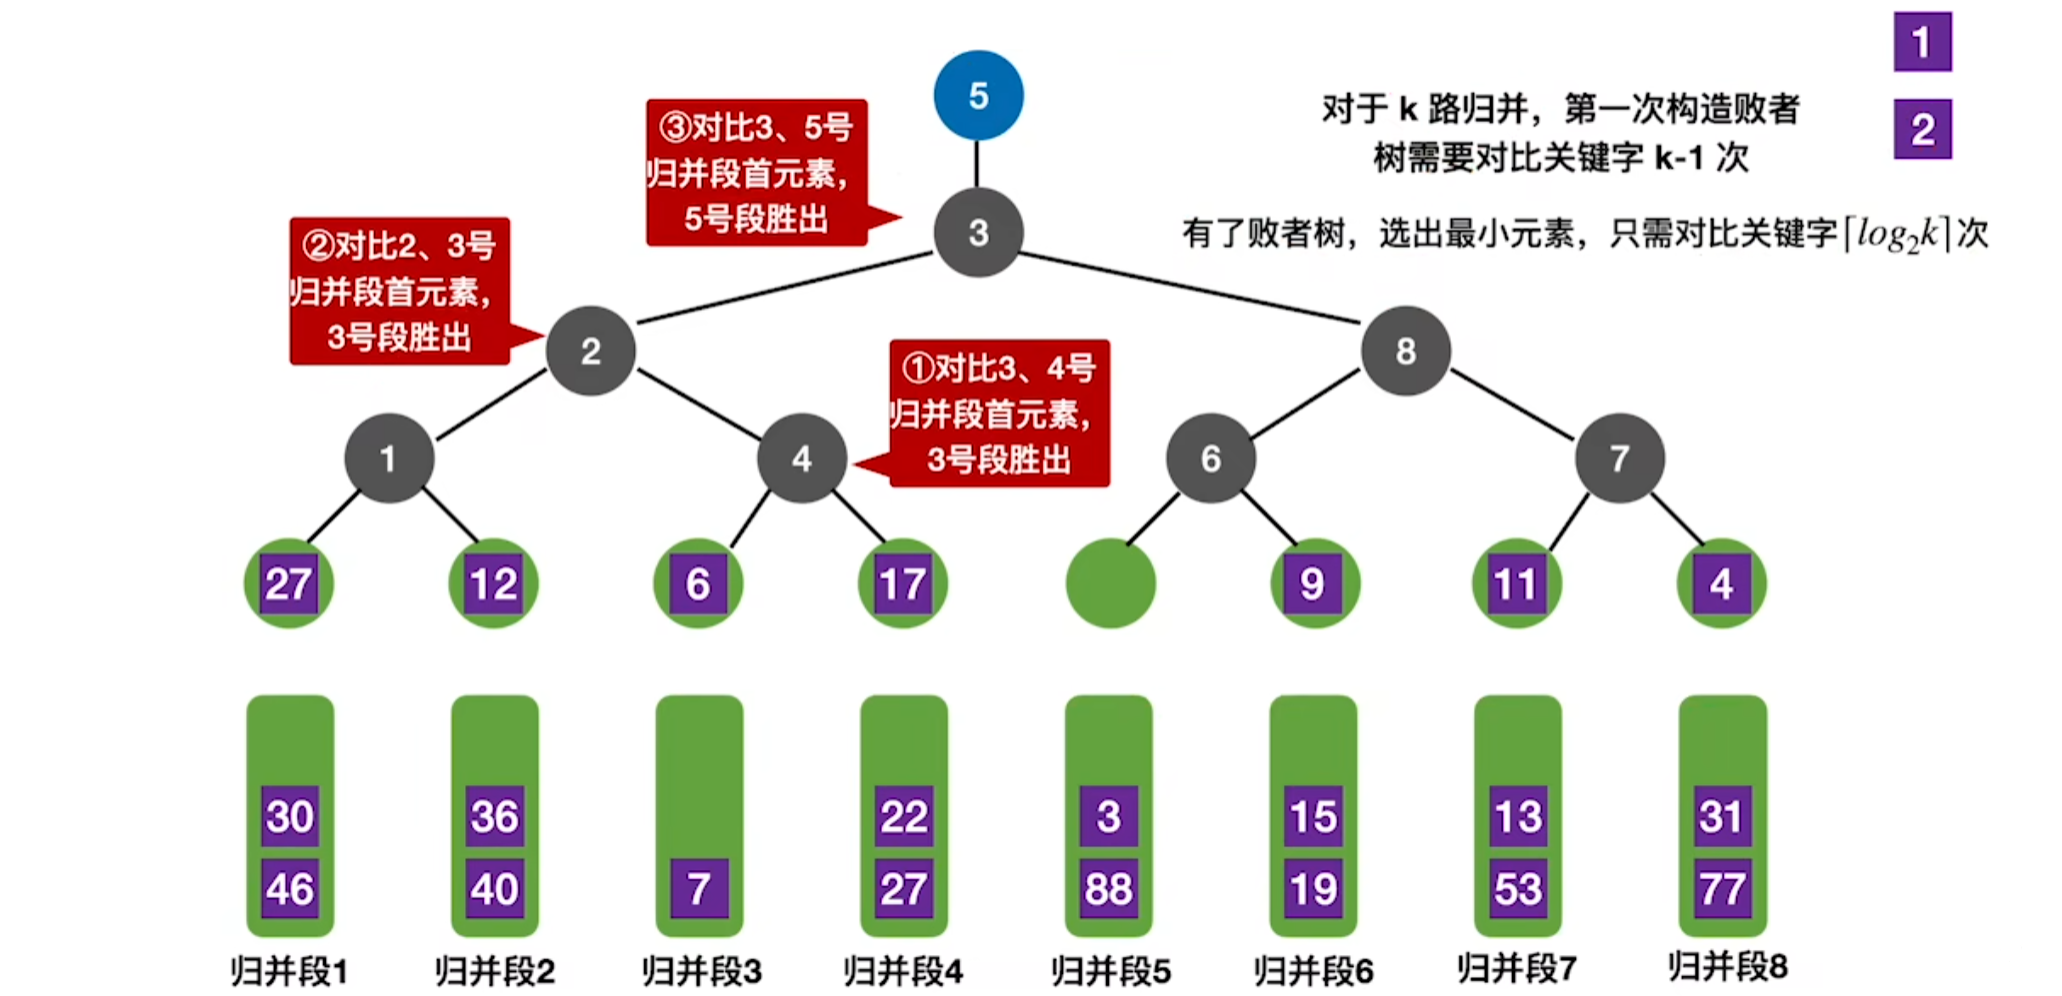 1
5
对于 k 路归并，第一次构造败者
树需要对比关键字 k-1 次
2
③对比3、5号
归并段首元素，
5号段胜出
3
有了败者树，选出最小元素，只需对比关键字⌈log₂k⌉次
②对比2、3号
归并段首元素，
3号段胜出
2
8
①对比3、4号
归并段首元素，
3号段胜出
1
4
6
7
27 12 6 17 9 11 4
30 36 22 3 15 13 31
46 40 7 27 88 19 53 77
归并段1 归并段2 归并段3 归并段4 归并段5 归并段6 归并段7 归并段8